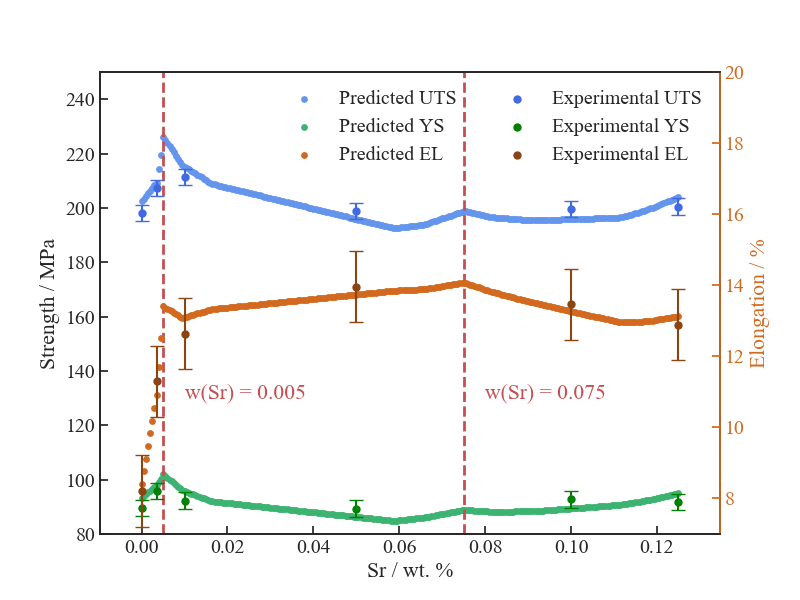 Predicted UTS
Predicted YS
Predicted EL
Experimental UTS
Experimental YS
Experimental EL
Strength / MPa
240
220
200
180
160
140
120
100
80
w(Sr) = 0.005
w(Sr) = 0.075
20
18
16
14
12
10
8
Elongation / %
0.00 0.02 0.04 0.06 0.08 0.10 0.12
Sr / wt. %